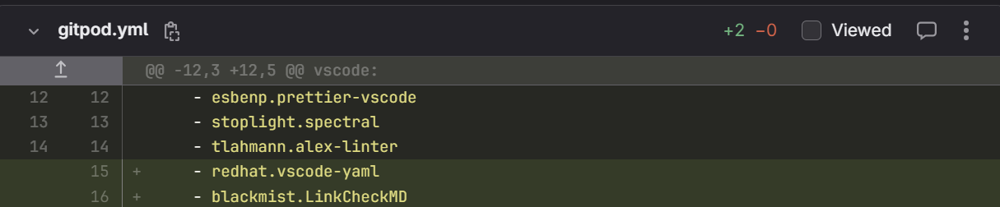 gitpod.yml +2 −0 Viewed
@@ -12,3 +12,5 @@ vscode:
12 12 - esbenp.prettier-vscode
13 13 - stoplight.spectral
14 14 - tlahmann.alex-linter
15 + - redhat.vscode-yaml
16 + - blackmist.LinkCheckMD